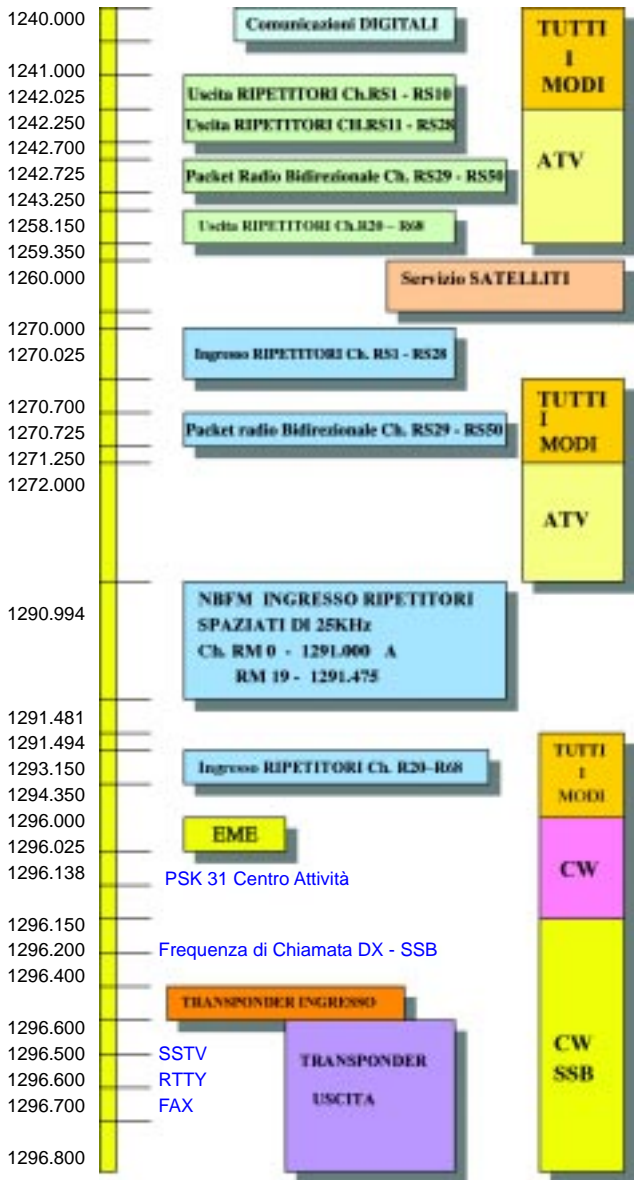 1240.000
Comunicazioni DIGITALI
TUTTI
I
MODI
1241.000
1242.025
Uscita RIPETITORI Ch.RS1 - RS10
1242.250
Uscita RIPETITORI CH.RS11 - RS28
1242.700
ATV
1242.725
Packet Radio Bidirezionale Ch. RS29 - RS50
1243.250
1258.150
Uscita RIPETITORI Ch.R20 - R68
1259.350
1260.000
Servizio SATELLITI
1270.000
1270.025
Ingresso RIPETITORI Ch. RS1 - RS28
1270.700
TUTTI
I
MODI
1270.725
Packet radio Bidirezionale Ch. RS29 - RS50
1271.250
1272.000
ATV
1290.994
NBFM INGRESSO RIPETITORI
SPAZIATI DI 25KHz
Ch. RM 0 - 1291.000 A
RM 19 - 1291.475
1291.481
1291.494
TUTTI
I
MODI
1293.150
Ingresso RIPETITORI Ch. R20-R68
1294.350
1296.000
EME
1296.025
1296.138
CW
PSK 31 Centro Attività
1296.150
1296.200
Frequenza di Chiamata DX - SSB
1296.400
TRANSPONDER INGRESSO
1296.600
1296.500
SSTV
TRANSPONDER
USCITA
CW
SSB
1296.600
RTTY
1296.700
FAX
1296.800